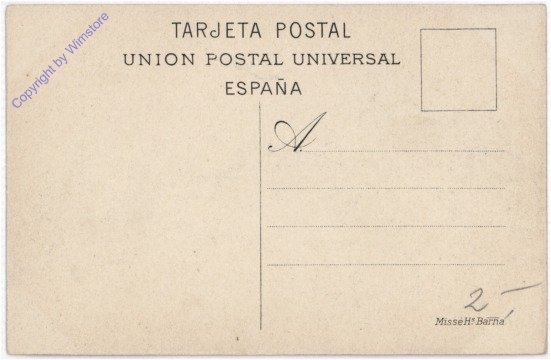 TARJETA POSTAL
UNION POSTAL UNIVERSAL
ESPAÑA
A.
2,-
MisseHs Barna.
Copyright by Wimstore